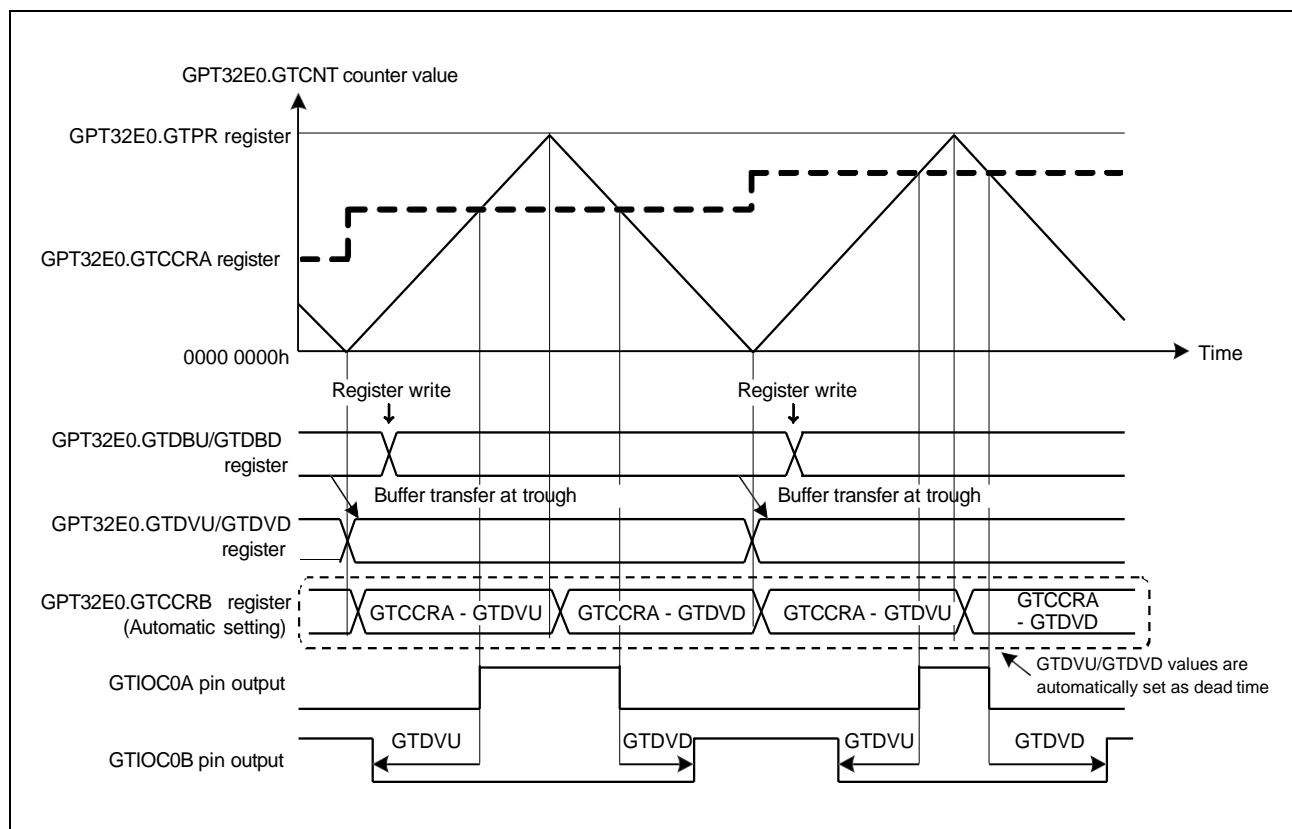 GPT32E0.GTCNT counter value
GPT32E0.GTPR register
GPT32E0.GTCCRA register
0000 0000h
Time
Register write
Register write
GPT32E0.GTDBU/GTDBD
register
Buffer transfer at trough
Buffer transfer at trough
GPT32E0.GTDVU/GTDVD
register
GPT32E0.GTCCRB register
(Automatic setting)
GTCCRA - GTDVU
GTCCRA - GTDVD
GTCCRA - GTDVU
GTCCRA
- GTDVD
GTDVU/GTDVD values are
automatically set as dead time
GTIOC0A pin output
GTIOC0B pin output
GTDVU
GTDVD
GTDVU
GTDVD